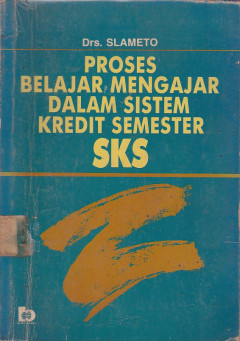 Drs. SLAMETO
PROSES
BELAJAR MENGAJAR
DALAM SISTEM
KREDIT SEMESTER
SKS